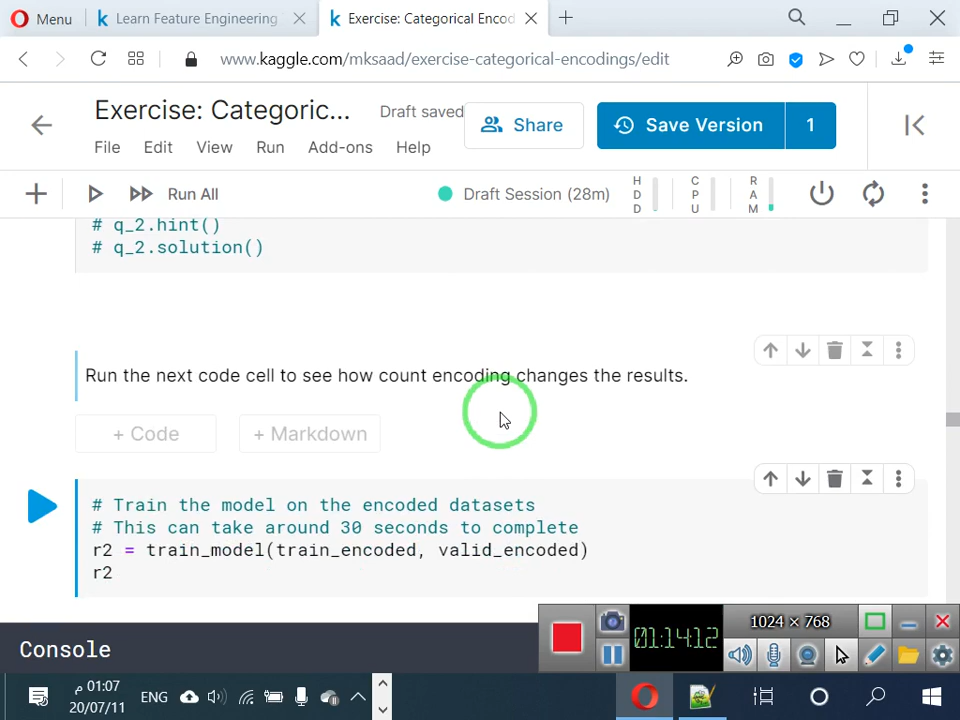 Menu
Learn Feature Engineering
Exercise: Categorical Encod
www.kaggle.com/mksaad/exercise-categorical-encodings/edit
Exercise: Categoric...
Draft saved
Share
Save Version
1
File
Edit
View
Run
Add-ons
Help
Run All
Draft Session (28m)
HDD
CPU
RAM
# q_2.hint()
# q_2.solution()
Run the next code cell to see how count encoding changes the results.
+ Code
+ Markdown
# Train the model on the encoded datasets
# This can take around 30 seconds to complete
r2 = train_model(train_encoded, valid_encoded)
r2
Console
01:14:12
1024 × 768
01:07 م
20/07/11
ENG